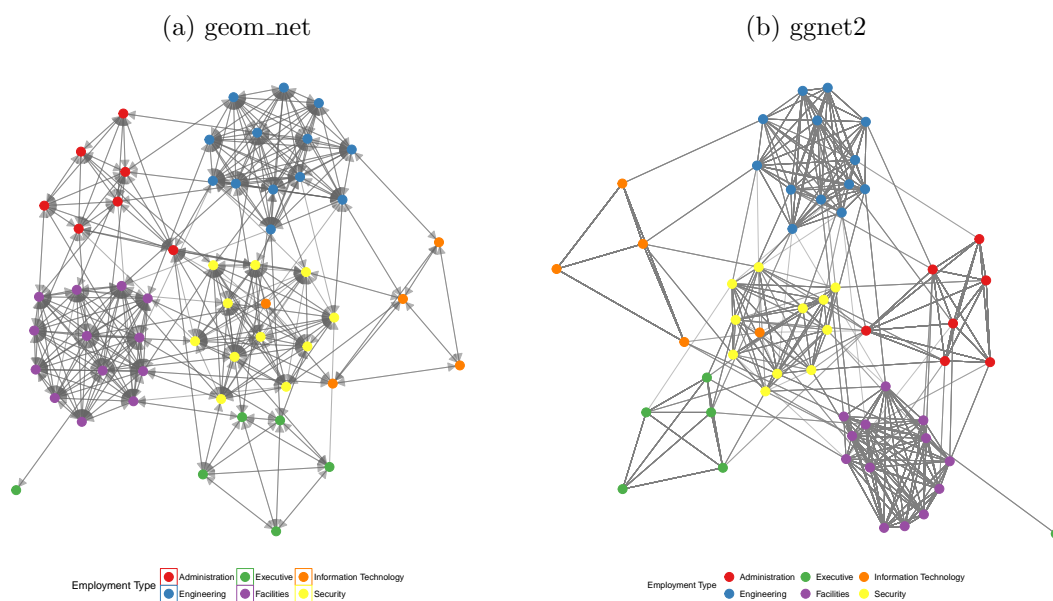 (a) geom_net
(b) ggnet2
Employment Type
Administration
Executive
Information Technology
Engineering
Facilities
Security
Employment Type
Administration
Executive
Information Technology
Engineering
Facilities
Security